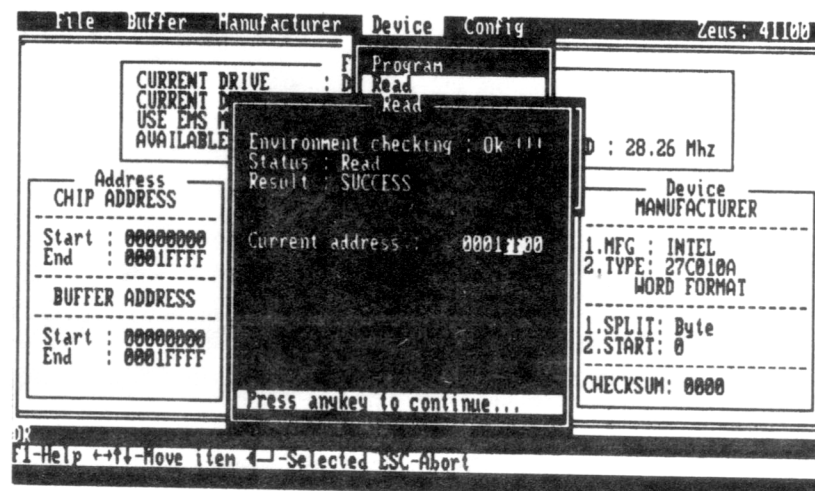 File Buffer Manufacturer Device Config Zeus: 41100
Program
Read
CURRENT DRIVE : D
CURRENT D
USE EMS M
AVAILABLE
D : 28.26 Mhz
Read
Environment checking : Ok !!!
Status : Read
Result : SUCCESS
Current address :
Press anykey to continue...
Address
CHIP ADDRESS
Start : 00000000
End : 0001FFFF
BUFFER ADDRESS
Start : 00000000
End : 0001FFFF
Device
MANUFACTURER
1.MFG : INTEL
2.TYPE: 27C010A
WORD FORMAT
1.SPLIT: Byte
2.START: 0
CHECKSUM: 0000
DR
F1-Help ←→↑↓-Move item ◄─┘-Selected ESC-Abort